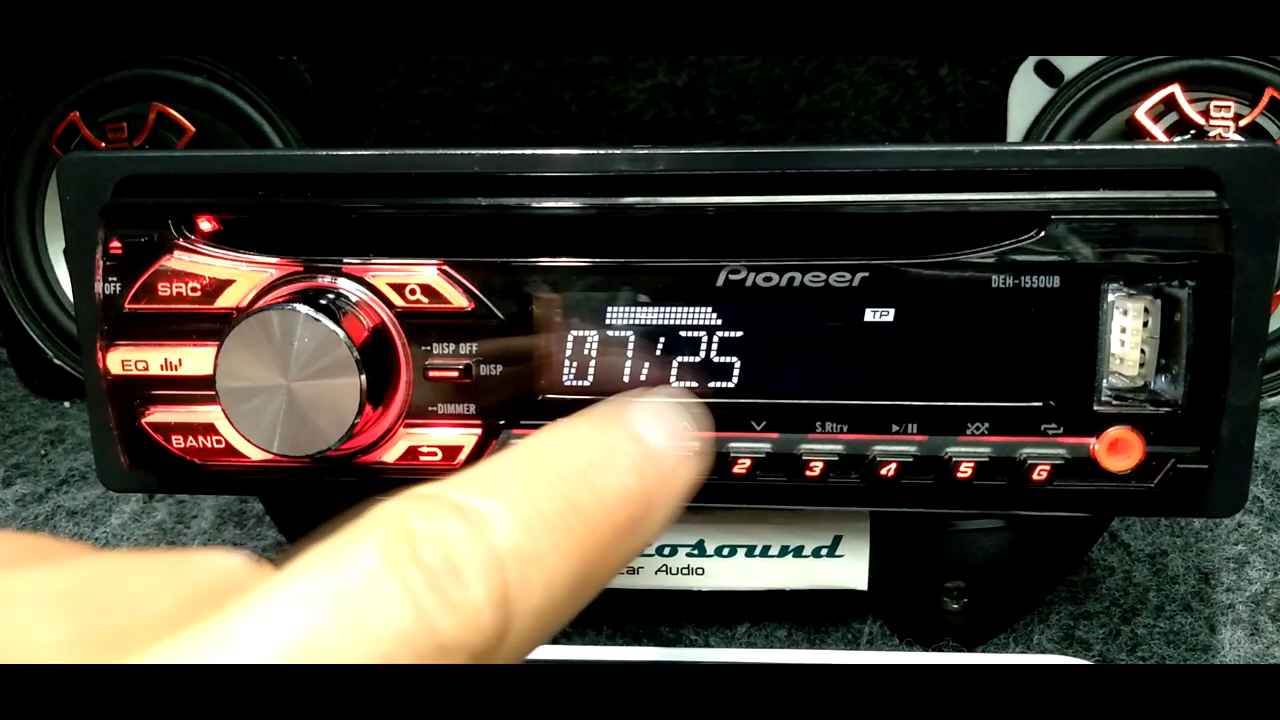 Pioneer
DEH-1550UB
OFF
SRC
TP
07/25
DISP OFF
EQ
DISP
DIMMER
BAND
S.Rtrv
2 3 4 5 6
Car Audio